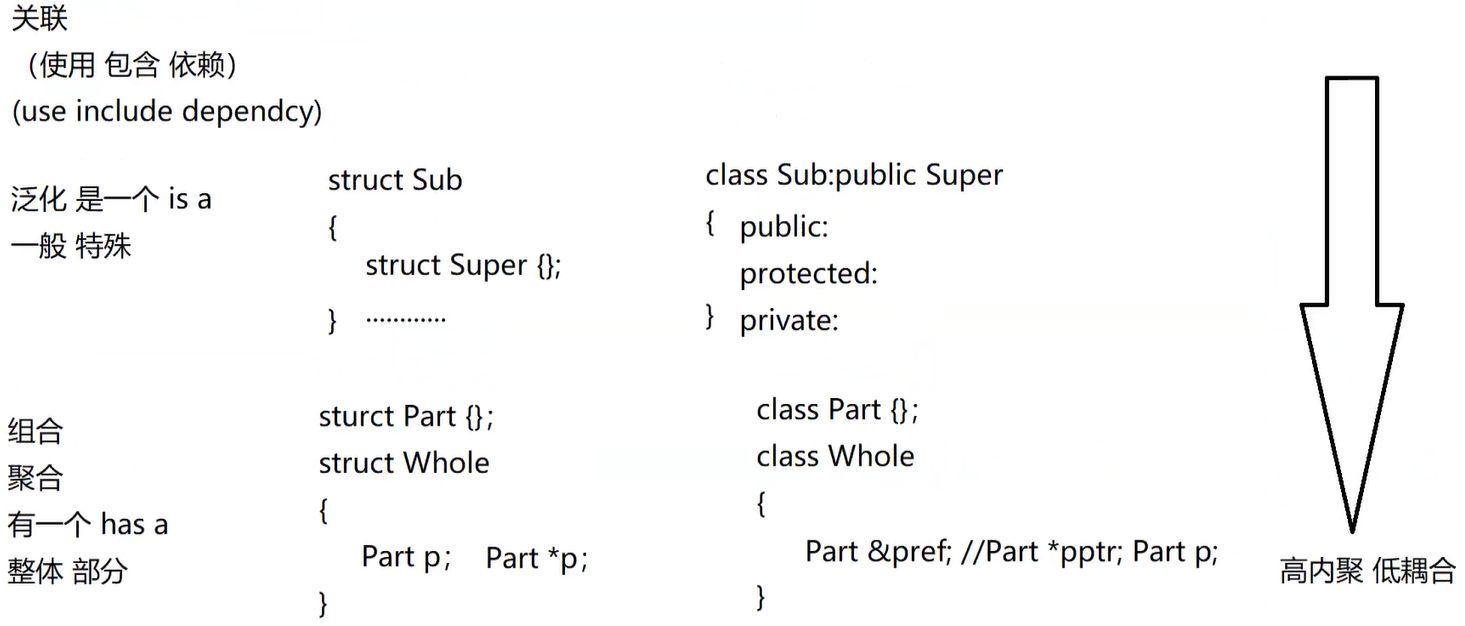 关联
（使用 包含 依赖）
(use include dependcy)
泛化 是一个 is a
一般 特殊
struct Sub
{
struct Super {};
} ............
class Sub:public Super
{ public:
protected:
} private:
组合
聚合
有一个 has a
整体 部分
sturct Part {};
struct Whole
{
Part p; Part *p;
}
class Part {};
class Whole
{
Part &pref; //Part *pptr; Part p;
}
高内聚 低耦合